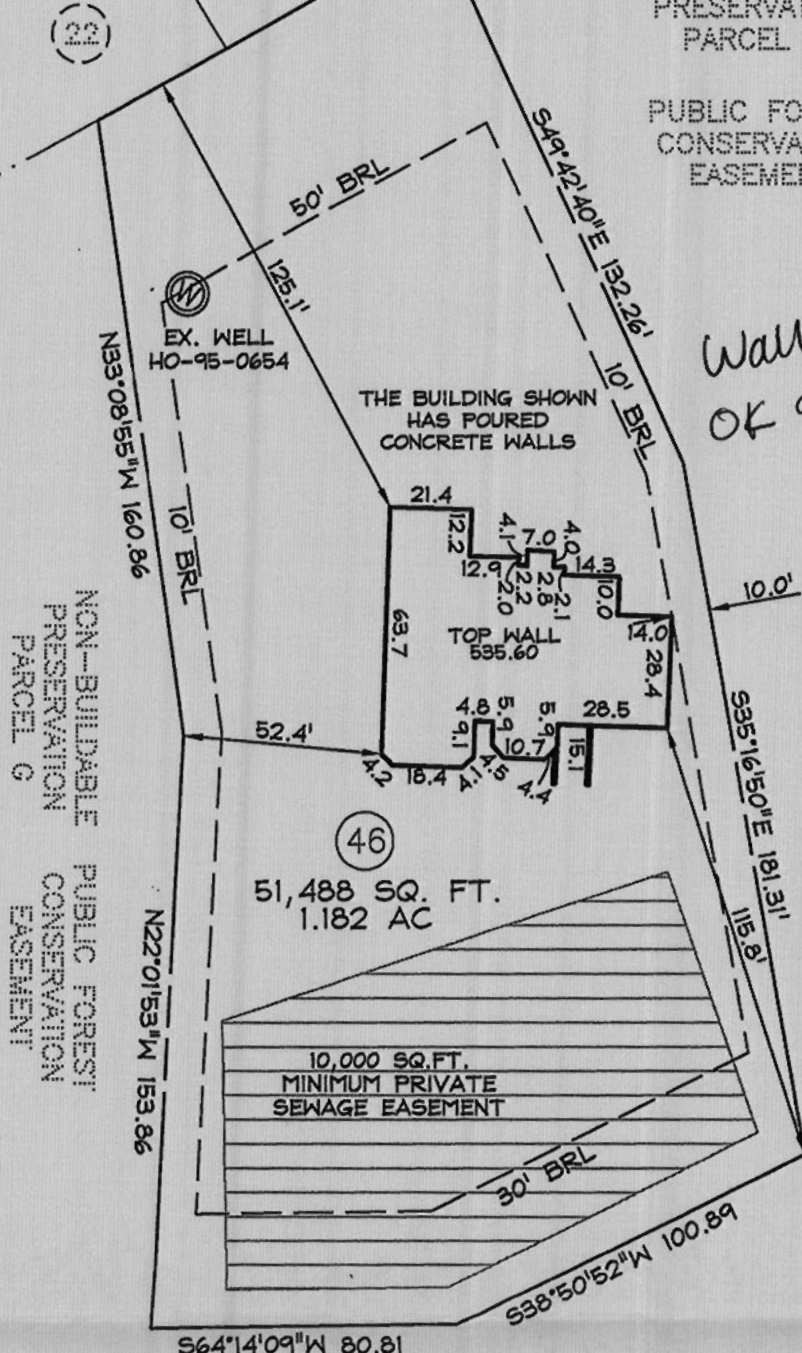 22
PARCEL
PUBLIC
S49°42'40"E 132.26'
50' BRL
125.1'
EX. WELL
HO-95-0654
W
N33°08'55"W 160.86
10' BRL
10' BRL
THE BUILDING SHOWN
HAS POURED
CONCRETE WALLS
Wall
OK
21.4
12.2
12.9
4.1
2.0
2.2
7.0
2.8
4.0
2.1
14.3
10.0
14.0
28.4
10.0'
63.7
TOP WALL
535.60
52.4'
4.2
18.4
4.1
9.1
4.8
5.9
4.5
10.7
4.4
5.9
28.5
15.1
S35°16'50"E 181.31'
115.8'
46
51,488 SQ. FT.
1.182 AC
NON-BUILDABLE
PRESERVATION
PARCEL G
PUBLIC FOREST
CONSERVATION
EASEMENT
N22°01'53"W 153.86
10,000 SQ.FT.
MINIMUM PRIVATE
SEWAGE EASEMENT
30' BRL
S38°50'52"W 100.89
S64°14'09"W 80.81